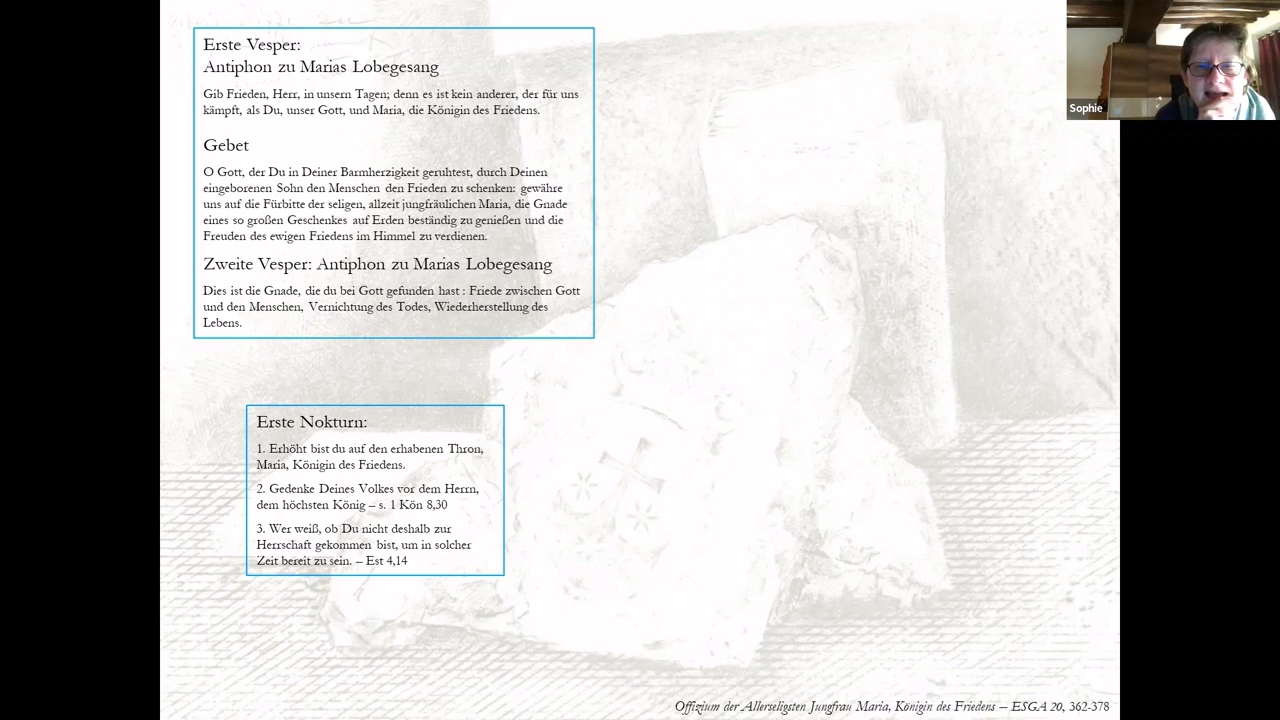 Erste Vesper:
Antiphon zu Marias Lobegesang
Gib Frieden, Herr, in unsern Tagen; denn es ist kein anderer, der für uns
kämpft, als Du, unser Gott, und Maria, die Königin des Friedens.
Gebet
O Gott, der Du in Deiner Barmherzigkeit geruhtest, durch Deinen
eingeborenen Sohn den Menschen den Frieden zu schenken: gewähre
uns auf die Fürbitte der seligen, allzeit jungfräulichen Maria, die Gnade
eines so großen Geschenkes auf Erden beständig zu genießen und die
Freuden des ewigen Friedens im Himmel zu verdienen.
Zweite Vesper: Antiphon zu Marias Lobegesang
Dies ist die Gnade, die du bei Gott gefunden hast : Friede zwischen Gott
und den Menschen, Vernichtung des Todes, Wiederherstellung des
Lebens.
Erste Nokturn:
1. Erhöht bist du auf den erhabenen Thron,
Maria, Königin des Friedens.
2. Gedenke Deines Volkes vor dem Herrn,
dem höchsten König – s. 1 Kön 8,30
3. Wer weiß, ob Du nicht deshalb zur
Herrschaft gekommen bist, um in solcher
Zeit bereit zu sein. – Est 4,14
Offizium der Allerseligsten Jungfrau Maria, Königin des Friedens – ESGA 20, 362-378
Sophie